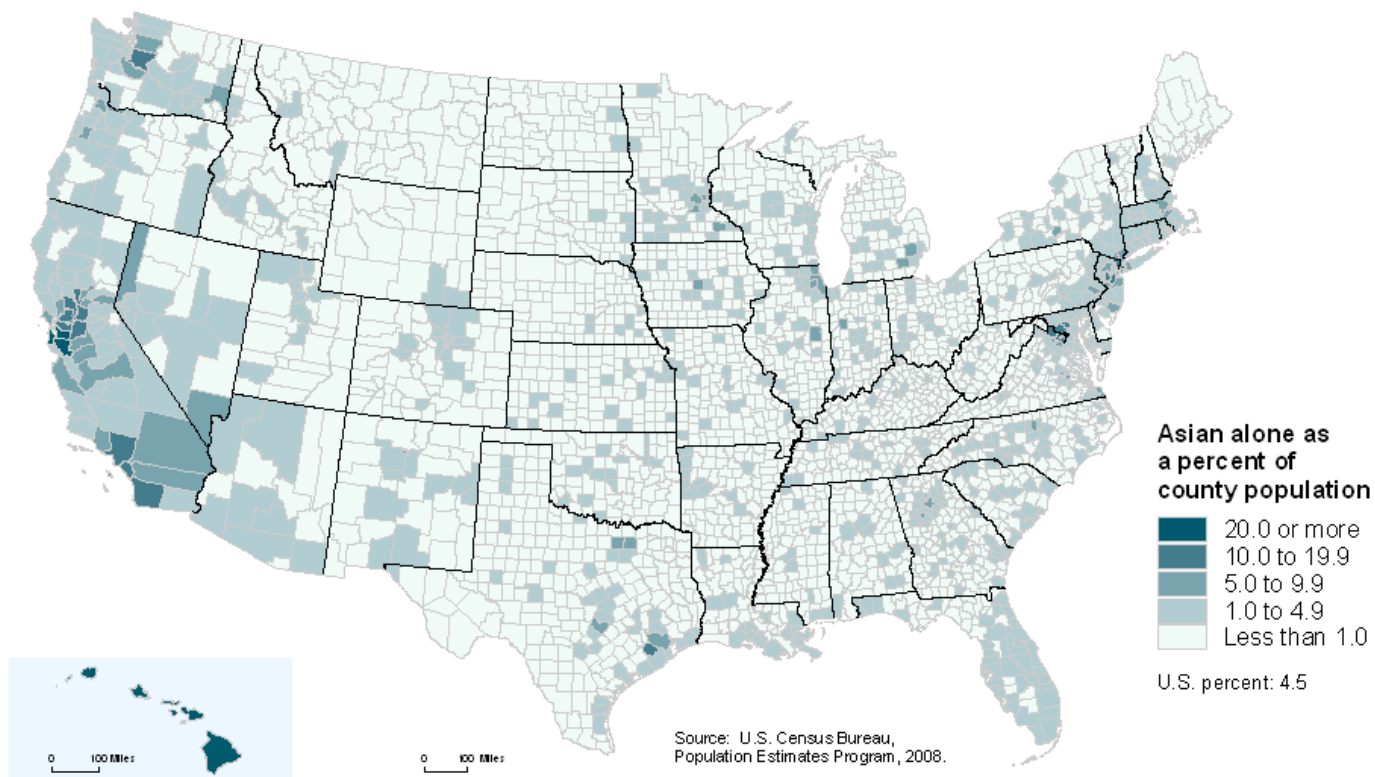 Asian alone as
a percent of
county population
20.0 or more
10.0 to 19.9
5.0 to 9.9
1.0 to 4.9
Less than 1.0
U.S. percent: 4.5
Source: U.S. Census Bureau,
Population Estimates Program, 2008.
0 100 Miles
0 100 Miles